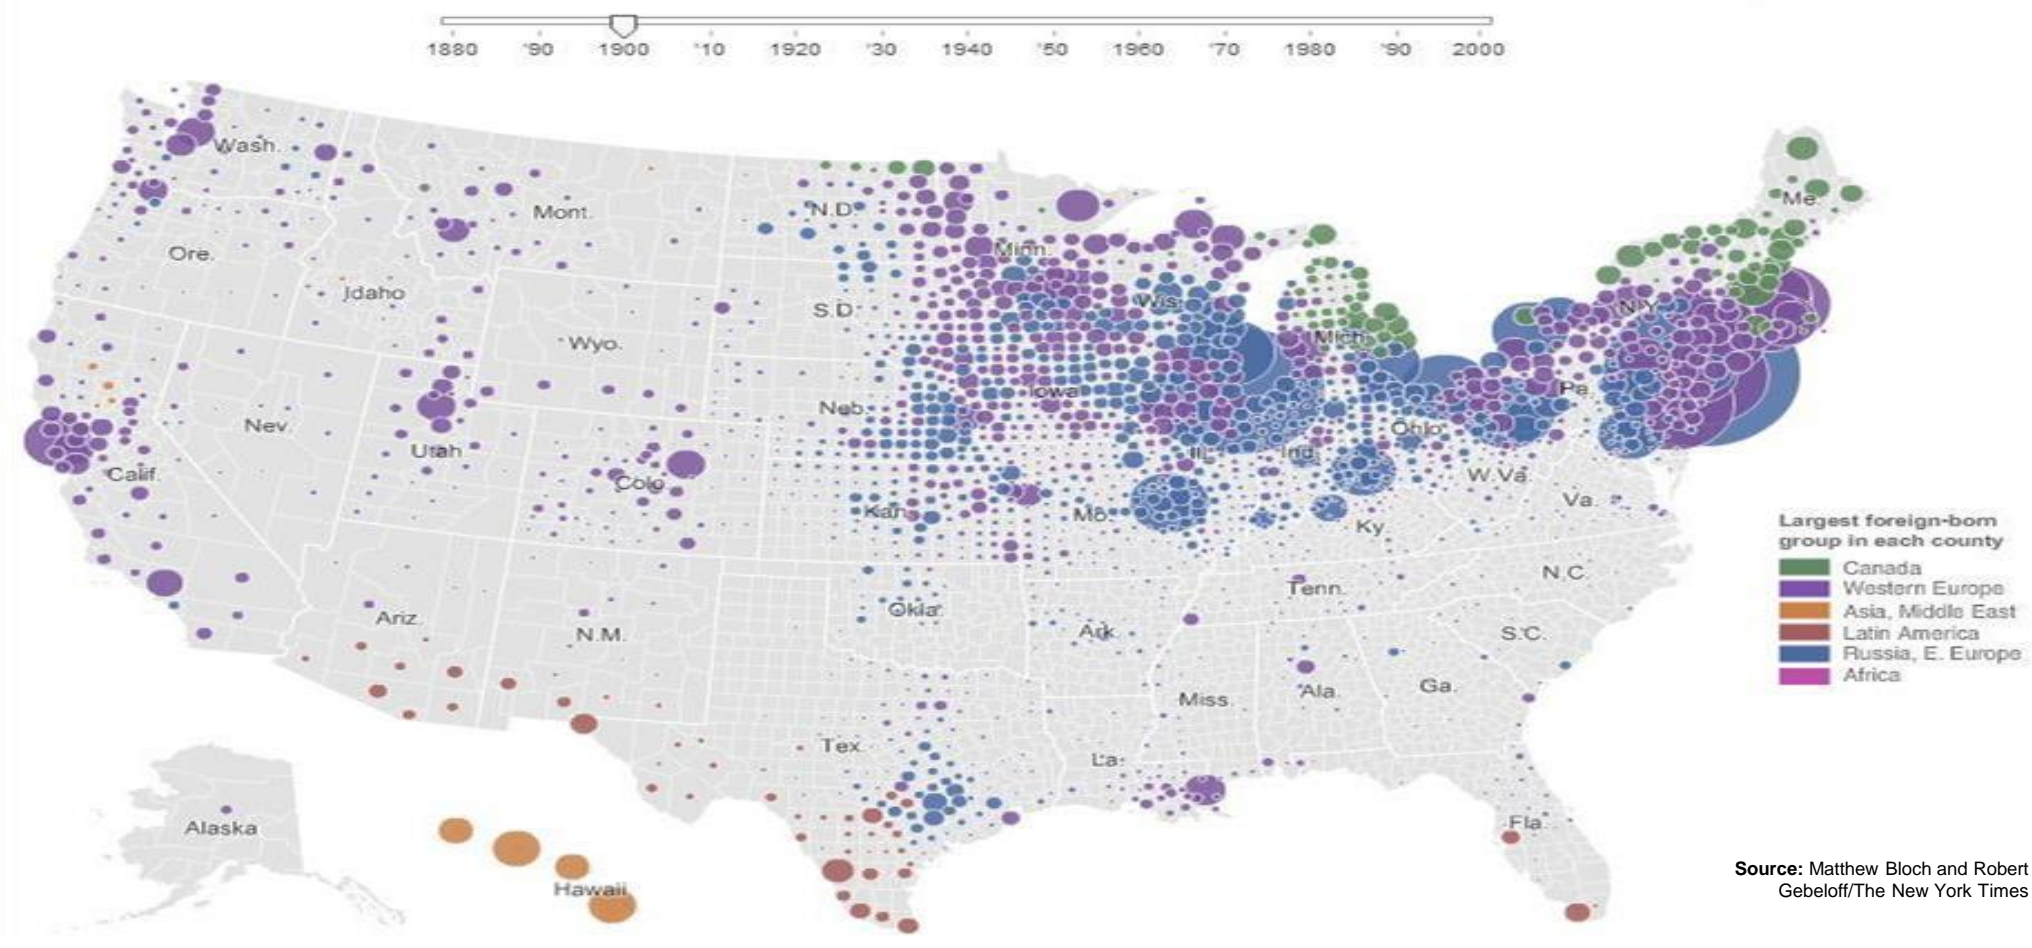 1880 '90 1900 '10 1920 '30 1940 '50 1960 '70 1980 '90 2000
Wash.
Me.
Mont.
N.D.
Ore.
Minn.
Idaho
Wis.
N.Y.
S.D.
Mich.
Wyo.
Iowa
Pa.
Neb.
Nev.
Ohio
Utah
Ill.
Ind.
Calif.
Colo.
W.Va.
Va.
Kan.
Mo.
Ky.
Largest foreign-born
group in each county
Canada
Western Europe
Asia, Middle East
Latin America
Russia, E. Europe
Africa
N.C.
Tenn.
Ariz.
Okla.
N.M.
Ark.
S.C.
Miss.
Ala.
Ga.
Tex.
La.
Alaska
Fla.
Hawaii
Source: Matthew Bloch and Robert
Gebeloff/The New York Times